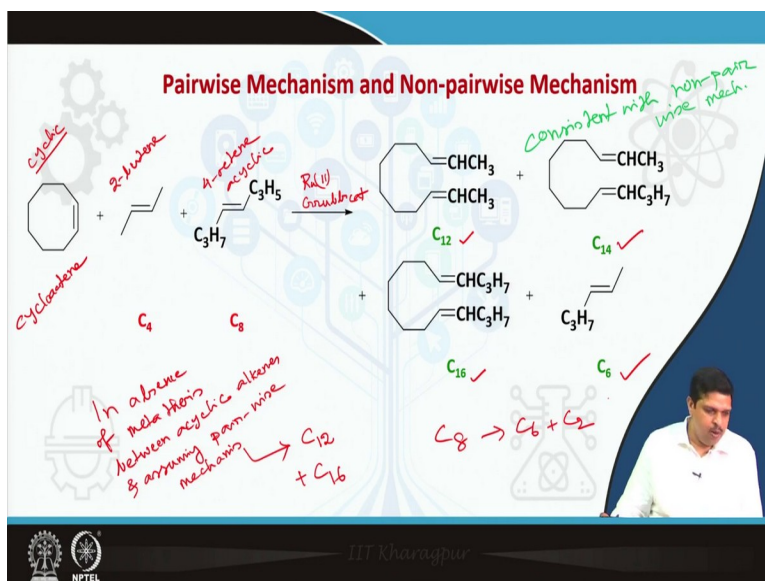 Pairwise Mechanism and Non-pairwise Mechanism
consistent with non-pair
wise mech.
cyclic
2-butene
4-octene
acyclic
C₃H₅
Ru(II)
Grubbs cat
+
+
C₃H₇
cyclooctene
=CHCH₃
=CHCH₃
C₁₂ ✓
+
=CHCH₃
=CHC₃H₇
C₁₄ ✓
+
=CHC₃H₇
=CHC₃H₇
C₁₆ ✓
+
C₃H₇
C₆ ✓
C₄
C₈
In absence
of metathesis
between acyclic alkenes
& assuming pair-wise
mechanism → C₁₂
+ C₁₆
C₈ → C₆ + C₂
IIT Kharagpur
NPTEL